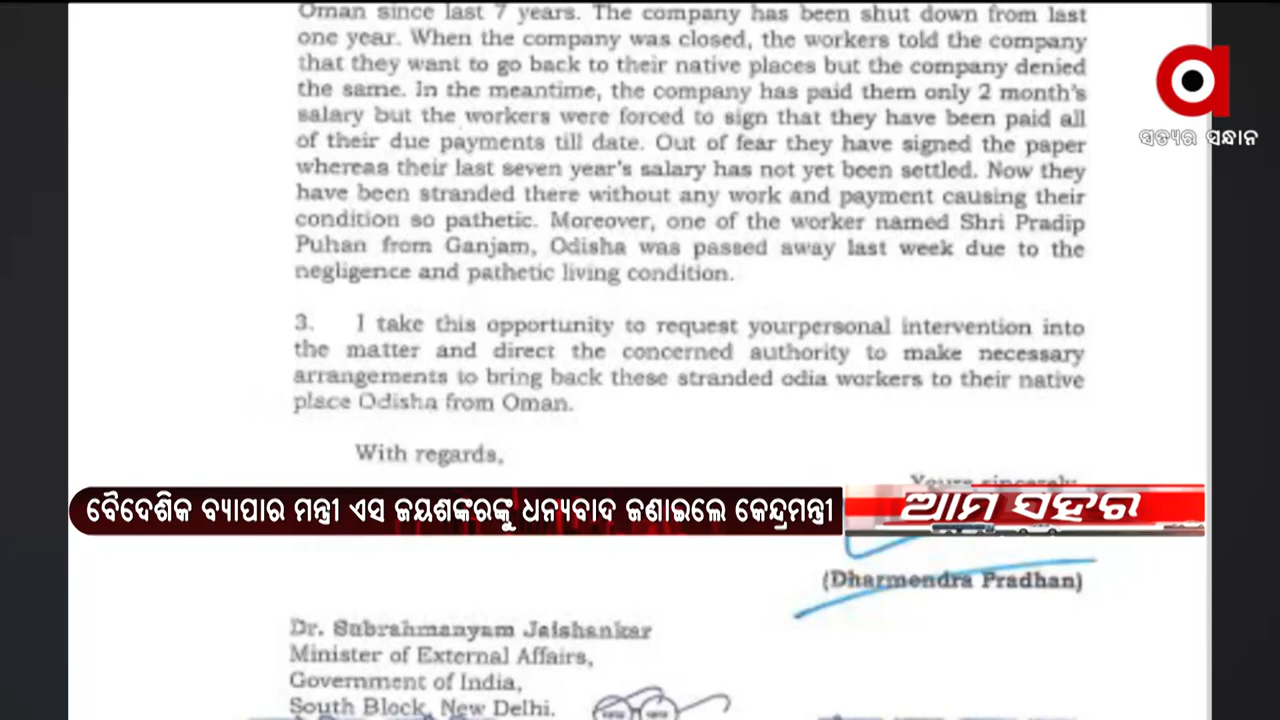 Oman since last 7 years. The company has been shut down from last
one year. When the company was closed, the workers told the company
that they want to go back to their native places but the company denied
the same. In the meantime, the company has paid them only 2 month's
salary but the workers were forced to sign that they have been paid all
of their due payments till date. Out of fear they have signed the paper
whereas their last seven year's salary has not yet been settled. Now they
have been stranded there without any work and payment causing their
condition so pathetic. Moreover, one of the worker named Shri Pradip
Puhan from Ganjam, Odisha was passed away last week due to the
negligence and pathetic living condition.
ସତ୍ୟର ସନ୍ଧାନ
3. I take this opportunity to request yourpersonal intervention into
the matter and direct the concerned authority to make necessary
arrangements to bring back these stranded odia workers to their native
place Odisha from Oman.
With regards,
Yours sincerely
ବୈଦେଶିକ ବ୍ୟାପାର ମନ୍ତ୍ରୀ ଏସ ଜୟଶଙ୍କରଙ୍କୁ ଧନ୍ୟବାଦ ଜଣାଇଲେ କେନ୍ଦ୍ରମନ୍ତ୍ରୀ
ଆମ ସହର
(Dharmendra Pradhan)
Dr. Subrahmanyam Jaishankar
Minister of External Affairs,
Government of India,
South Block, New Delhi.